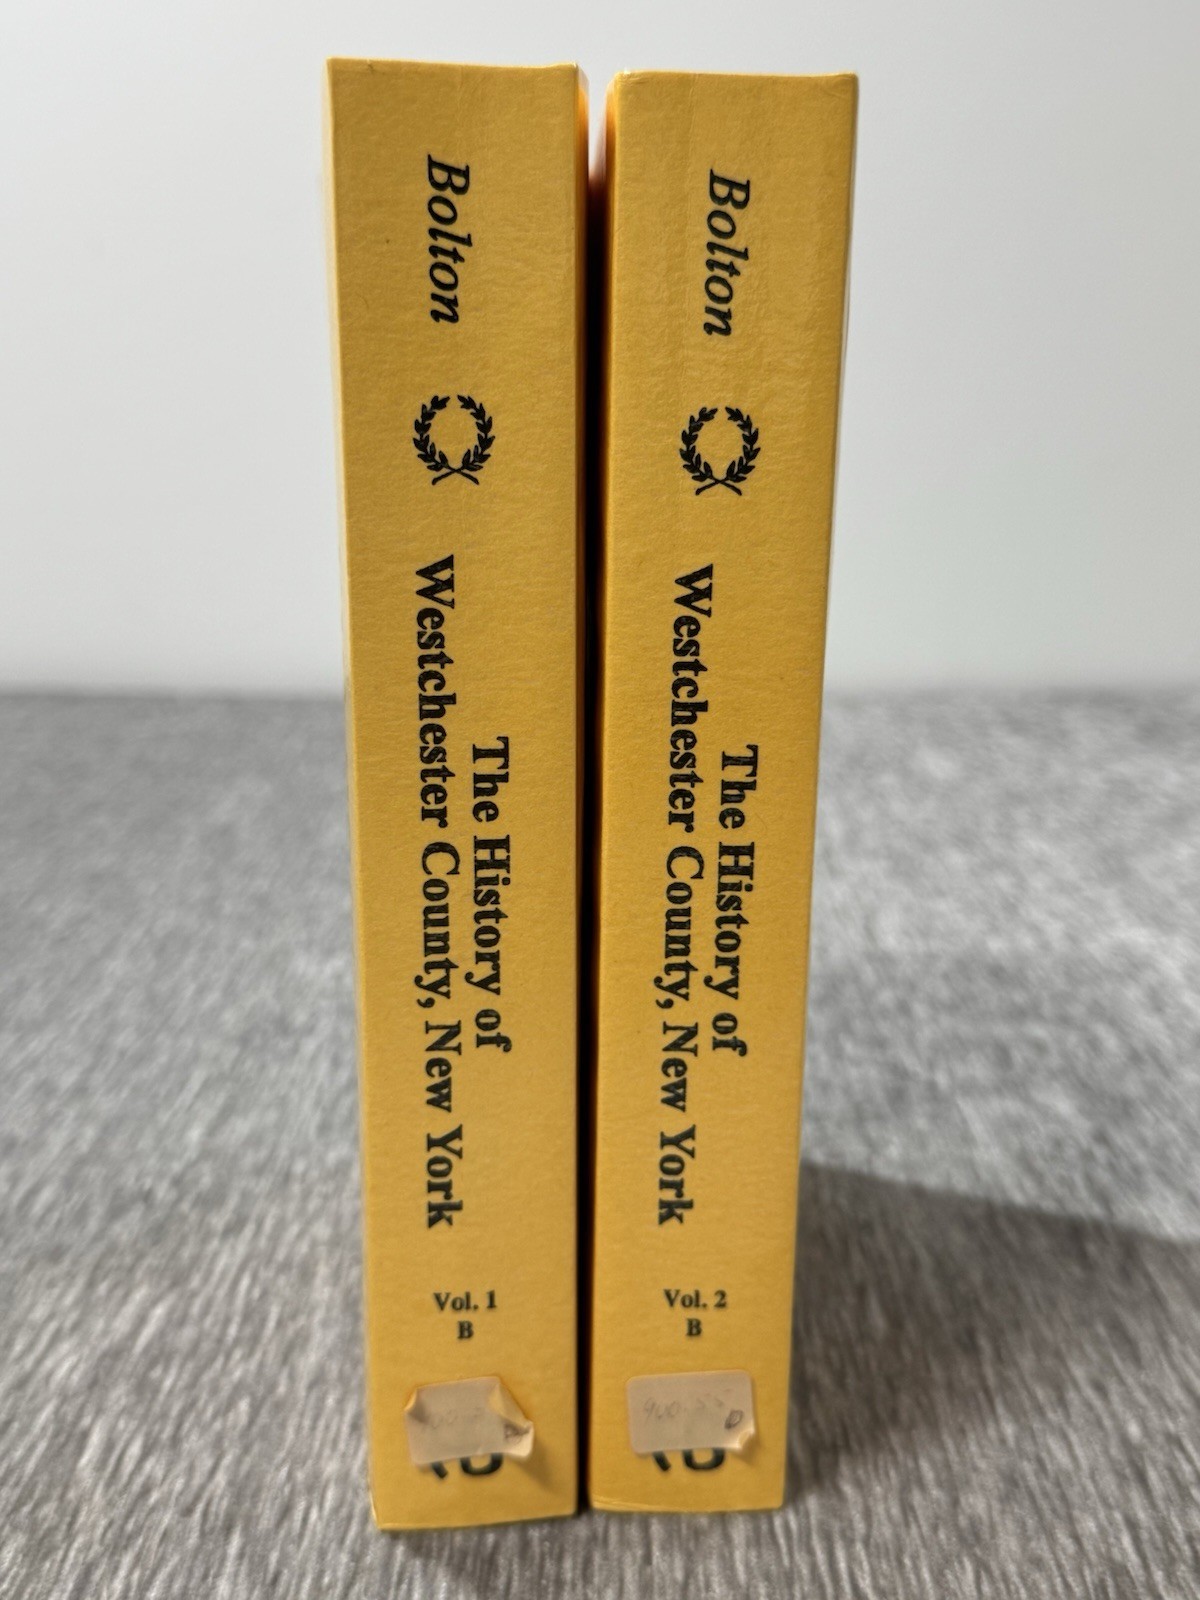 Bolton
The History of
Westchester County, New York
Vol. 1
B
Bolton
The History of
Westchester County, New York
Vol. 2
B